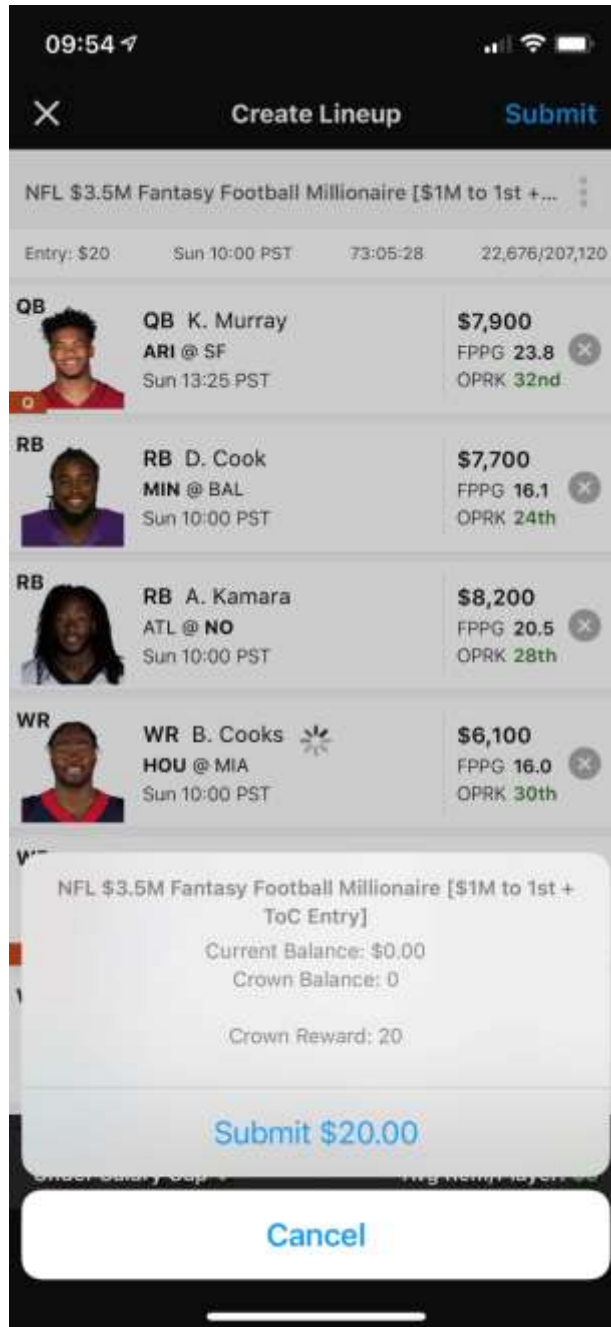 09:54
Create Lineup
Submit
NFL $3.5M Fantasy Football Millionaire [$1M to 1st +...
Entry: $20 Sun 10:00 PST 73:05:28 22,676/207,120
QB
QB K. Murray
ARI @ SF
Sun 13:25 PST
$7,900
FPPG 23.8
OPRK 32nd
Q
RB
RB D. Cook
MIN @ BAL
Sun 10:00 PST
$7,700
FPPG 16.1
OPRK 24th
RB
RB A. Kamara
ATL @ NO
Sun 10:00 PST
$8,200
FPPG 20.5
OPRK 28th
WR
WR B. Cooks
HOU @ MIA
Sun 10:00 PST
$6,100
FPPG 16.0
OPRK 30th
NFL $3.5M Fantasy Football Millionaire [$1M to 1st +
ToC Entry]
Current Balance: $0.00
Crown Balance: 0
Crown Reward: 20
Submit $20.00
Cancel